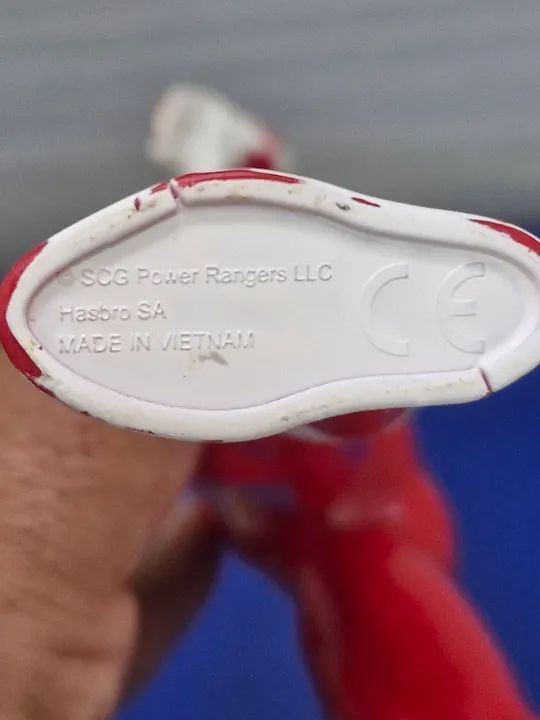 © SCG Power Rangers LLC
Hasbro SA
MADE IN VIETNAM
CE